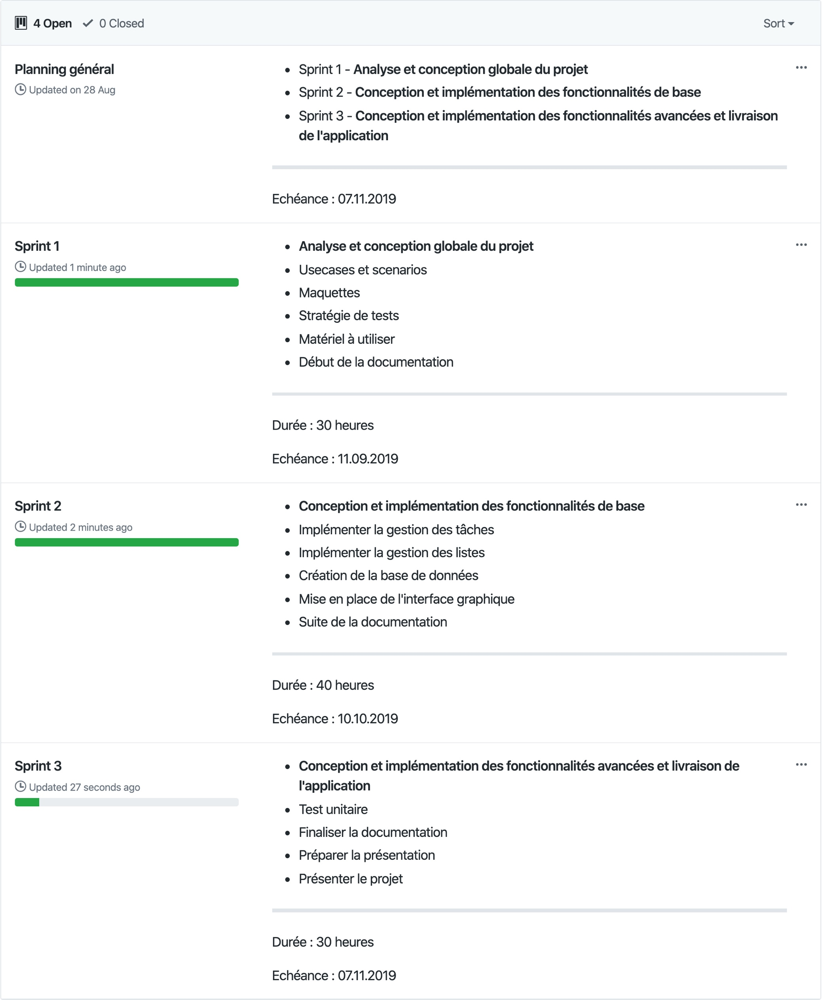 4 Open 0 Closed Sort
Planning général
Updated on 28 Aug
Sprint 1 - Analyse et conception globale du projet
Sprint 2 - Conception et implémentation des fonctionnalités de base
Sprint 3 - Conception et implémentation des fonctionnalités avancées et livraison
de l'application
Echéance : 07.11.2019
Sprint 1
Updated 1 minute ago
Analyse et conception globale du projet
Usecases et scenarios
Maquettes
Stratégie de tests
Matériel à utiliser
Début de la documentation
Durée : 30 heures
Echéance : 11.09.2019
Sprint 2
Updated 2 minutes ago
Conception et implémentation des fonctionnalités de base
Implémenter la gestion des tâches
Implémenter la gestion des listes
Création de la base de données
Mise en place de l'interface graphique
Suite de la documentation
Durée : 40 heures
Echéance : 10.10.2019
Sprint 3
Updated 27 seconds ago
Conception et implémentation des fonctionnalités avancées et livraison de
l'application
Test unitaire
Finaliser la documentation
Préparer la présentation
Présenter le projet
Durée : 30 heures
Echéance : 07.11.2019